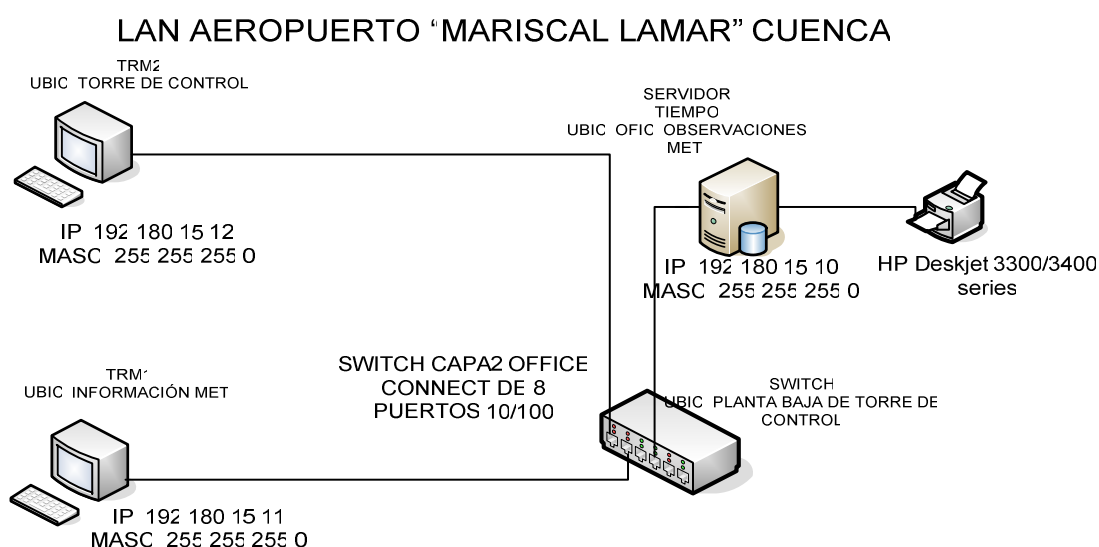 LAN AEROPUERTO “MARISCAL LAMAR” CUENCA
TRM2
UBIC TORRE DE CONTROL
IP 192 180 15 12
MASC 255 255 255 0
SERVIDOR
TIEMPO
UBIC OFIC OBSERVACIONES
MET
IP 192 180 15 10
MASC 255 255 255 0
HP Deskjet 3300/3400
series
TRM1
UBIC INFORMACIÓN MET
IP 192 180 15 11
MASC 255 255 255 0
SWITCH CAPA2 OFFICE
CONNECT DE 8
PUERTOS 10/100
SWITCH
UBIC PLANTA BAJA DE TORRE DE
CONTROL